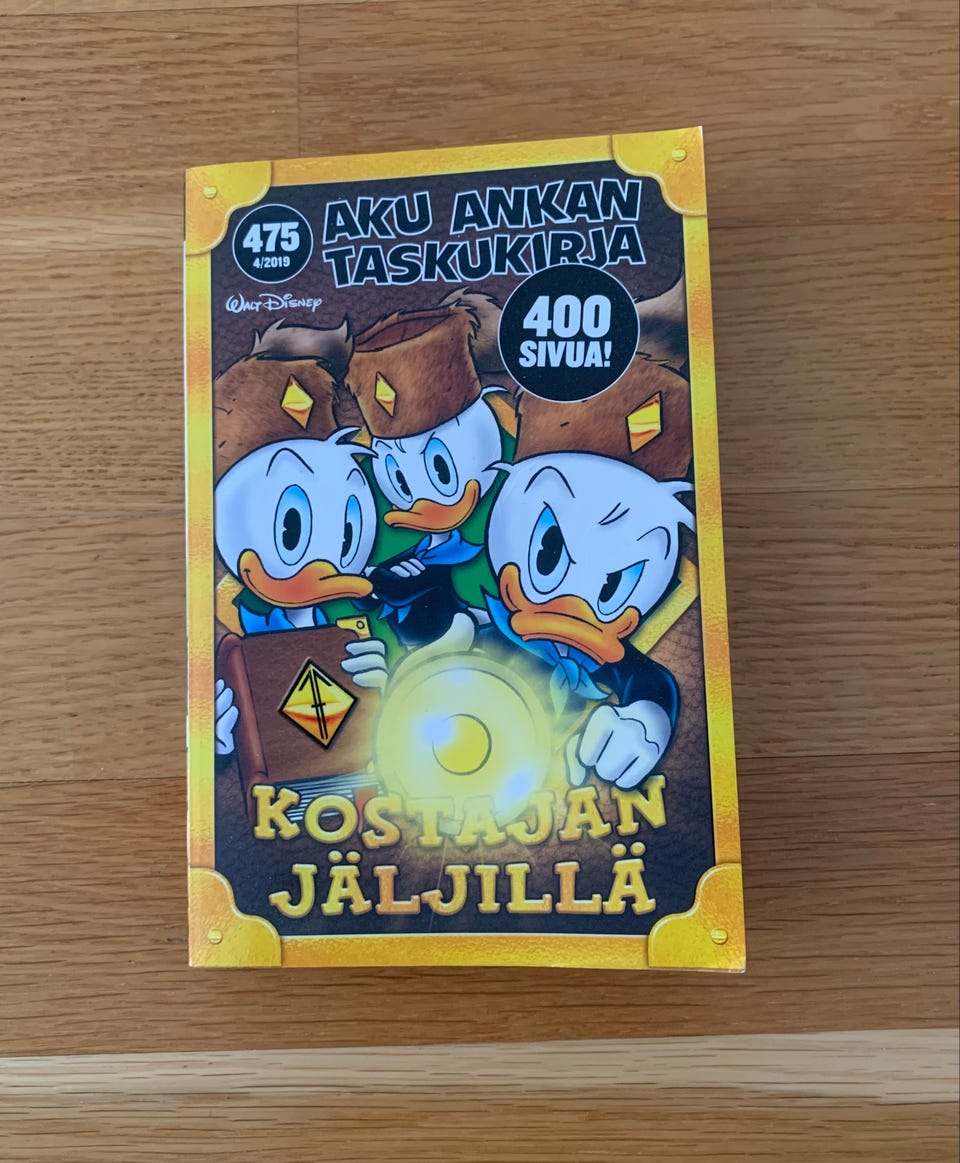 475
4/2019
AKU ANKAN
TASKUKIRJA
WALT DISNEY
400
SIVUA!
KOSTAJAN
JÄLJILLÄ